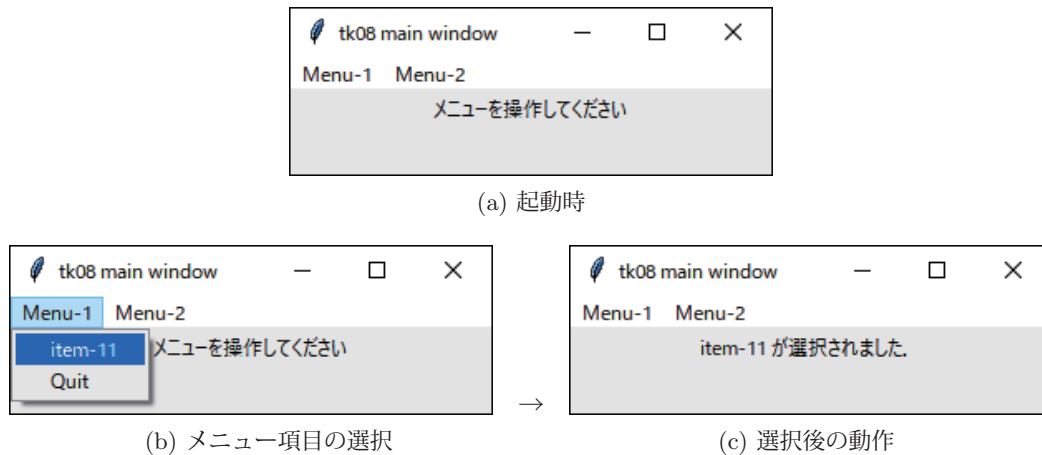 tk08 main window
Menu-1 Menu-2
メニューを操作してください
(a) 起動時
tk08 main window
Menu-1 Menu-2
item-11 メニューを操作してください
Quit
(b) メニュー項目の選択
→
tk08 main window
Menu-1 Menu-2
item-11 が選択されました.
(c) 選択後の動作